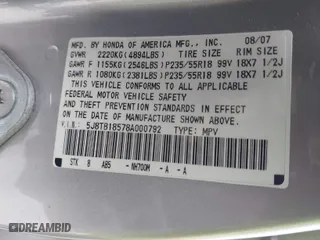 MFD. BY HONDA OF AMERICA MFG., INC. 08/07
GVWR 2220KG(4894LBS) TIRE SIZE RIM SIZE
GAWR F 1155KG(2546LBS)P235/55R18 99V 18X7 1/2J
GAWR R 1080KG(2381LBS)P235/55R18 99V 18X7 1/2J
THIS VEHICLE CONFORMS TO ALL APPLICABLE
FEDERAL MOTOR VEHICLE SAFETY AND THEFT
PREVENTION STANDARDS IN EFFECT ON THE DATE
OF MANUFACTURE SHOWN ABOVE.
V.I.N.: 5J8TB18578A000792 TYPE: MPV
STK 8 AB5 - NH700M - A - A